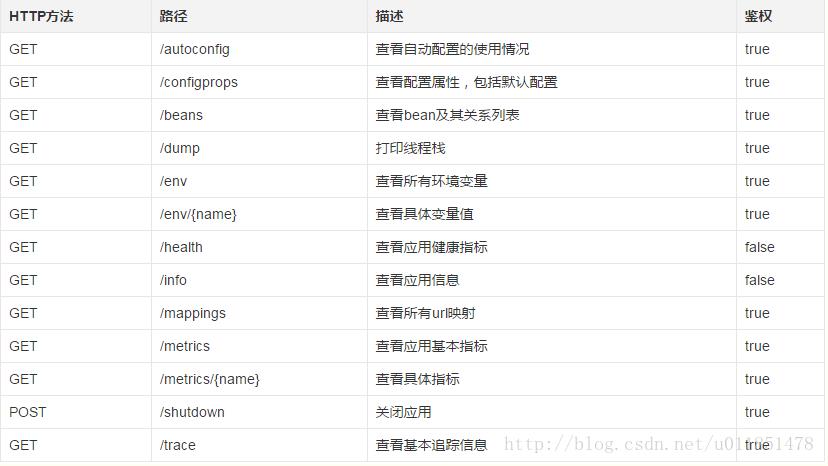 HTTP方法 路径 描述 鉴权
GET /autoconfig 查看自动配置的使用情况 true
GET /configprops 查看配置属性，包括默认配置 true
GET /beans 查看bean及其关系列表 true
GET /dump 打印线程栈 true
GET /env 查看所有环境变量 true
GET /env/{name} 查看具体变量值 true
GET /health 查看应用健康指标 false
GET /info 查看应用信息 false
GET /mappings 查看所有url映射 true
GET /metrics 查看应用基本指标 true
GET /metrics/{name} 查看具体指标 true
POST /shutdown 关闭应用 true
GET /trace 查看基本追踪信息 true
http://blog.csdn.net/u011851478